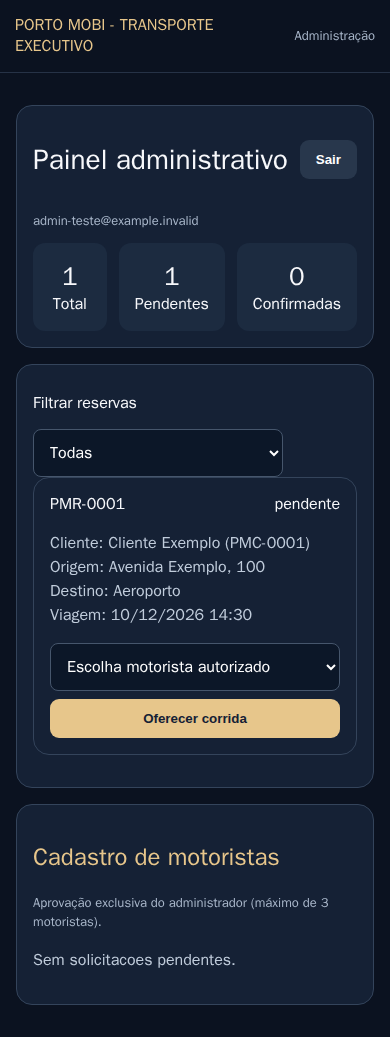 PORTO MOBI - TRANSPORTE
EXECUTIVO
Administração
Painel administrativo
Sair
admin-teste@example.invalid
1
Total
1
Pendentes
0
Confirmadas
Filtrar reservas
Todas
PMR-0001
pendente
Cliente: Cliente Exemplo (PMC-0001)
Origem: Avenida Exemplo, 100
Destino: Aeroporto
Viagem: 10/12/2026 14:30
Escolha motorista autorizado
Oferecer corrida
Cadastro de motoristas
Aprovação exclusiva do administrador (máximo de 3
motoristas).
Sem solicitacoes pendentes.